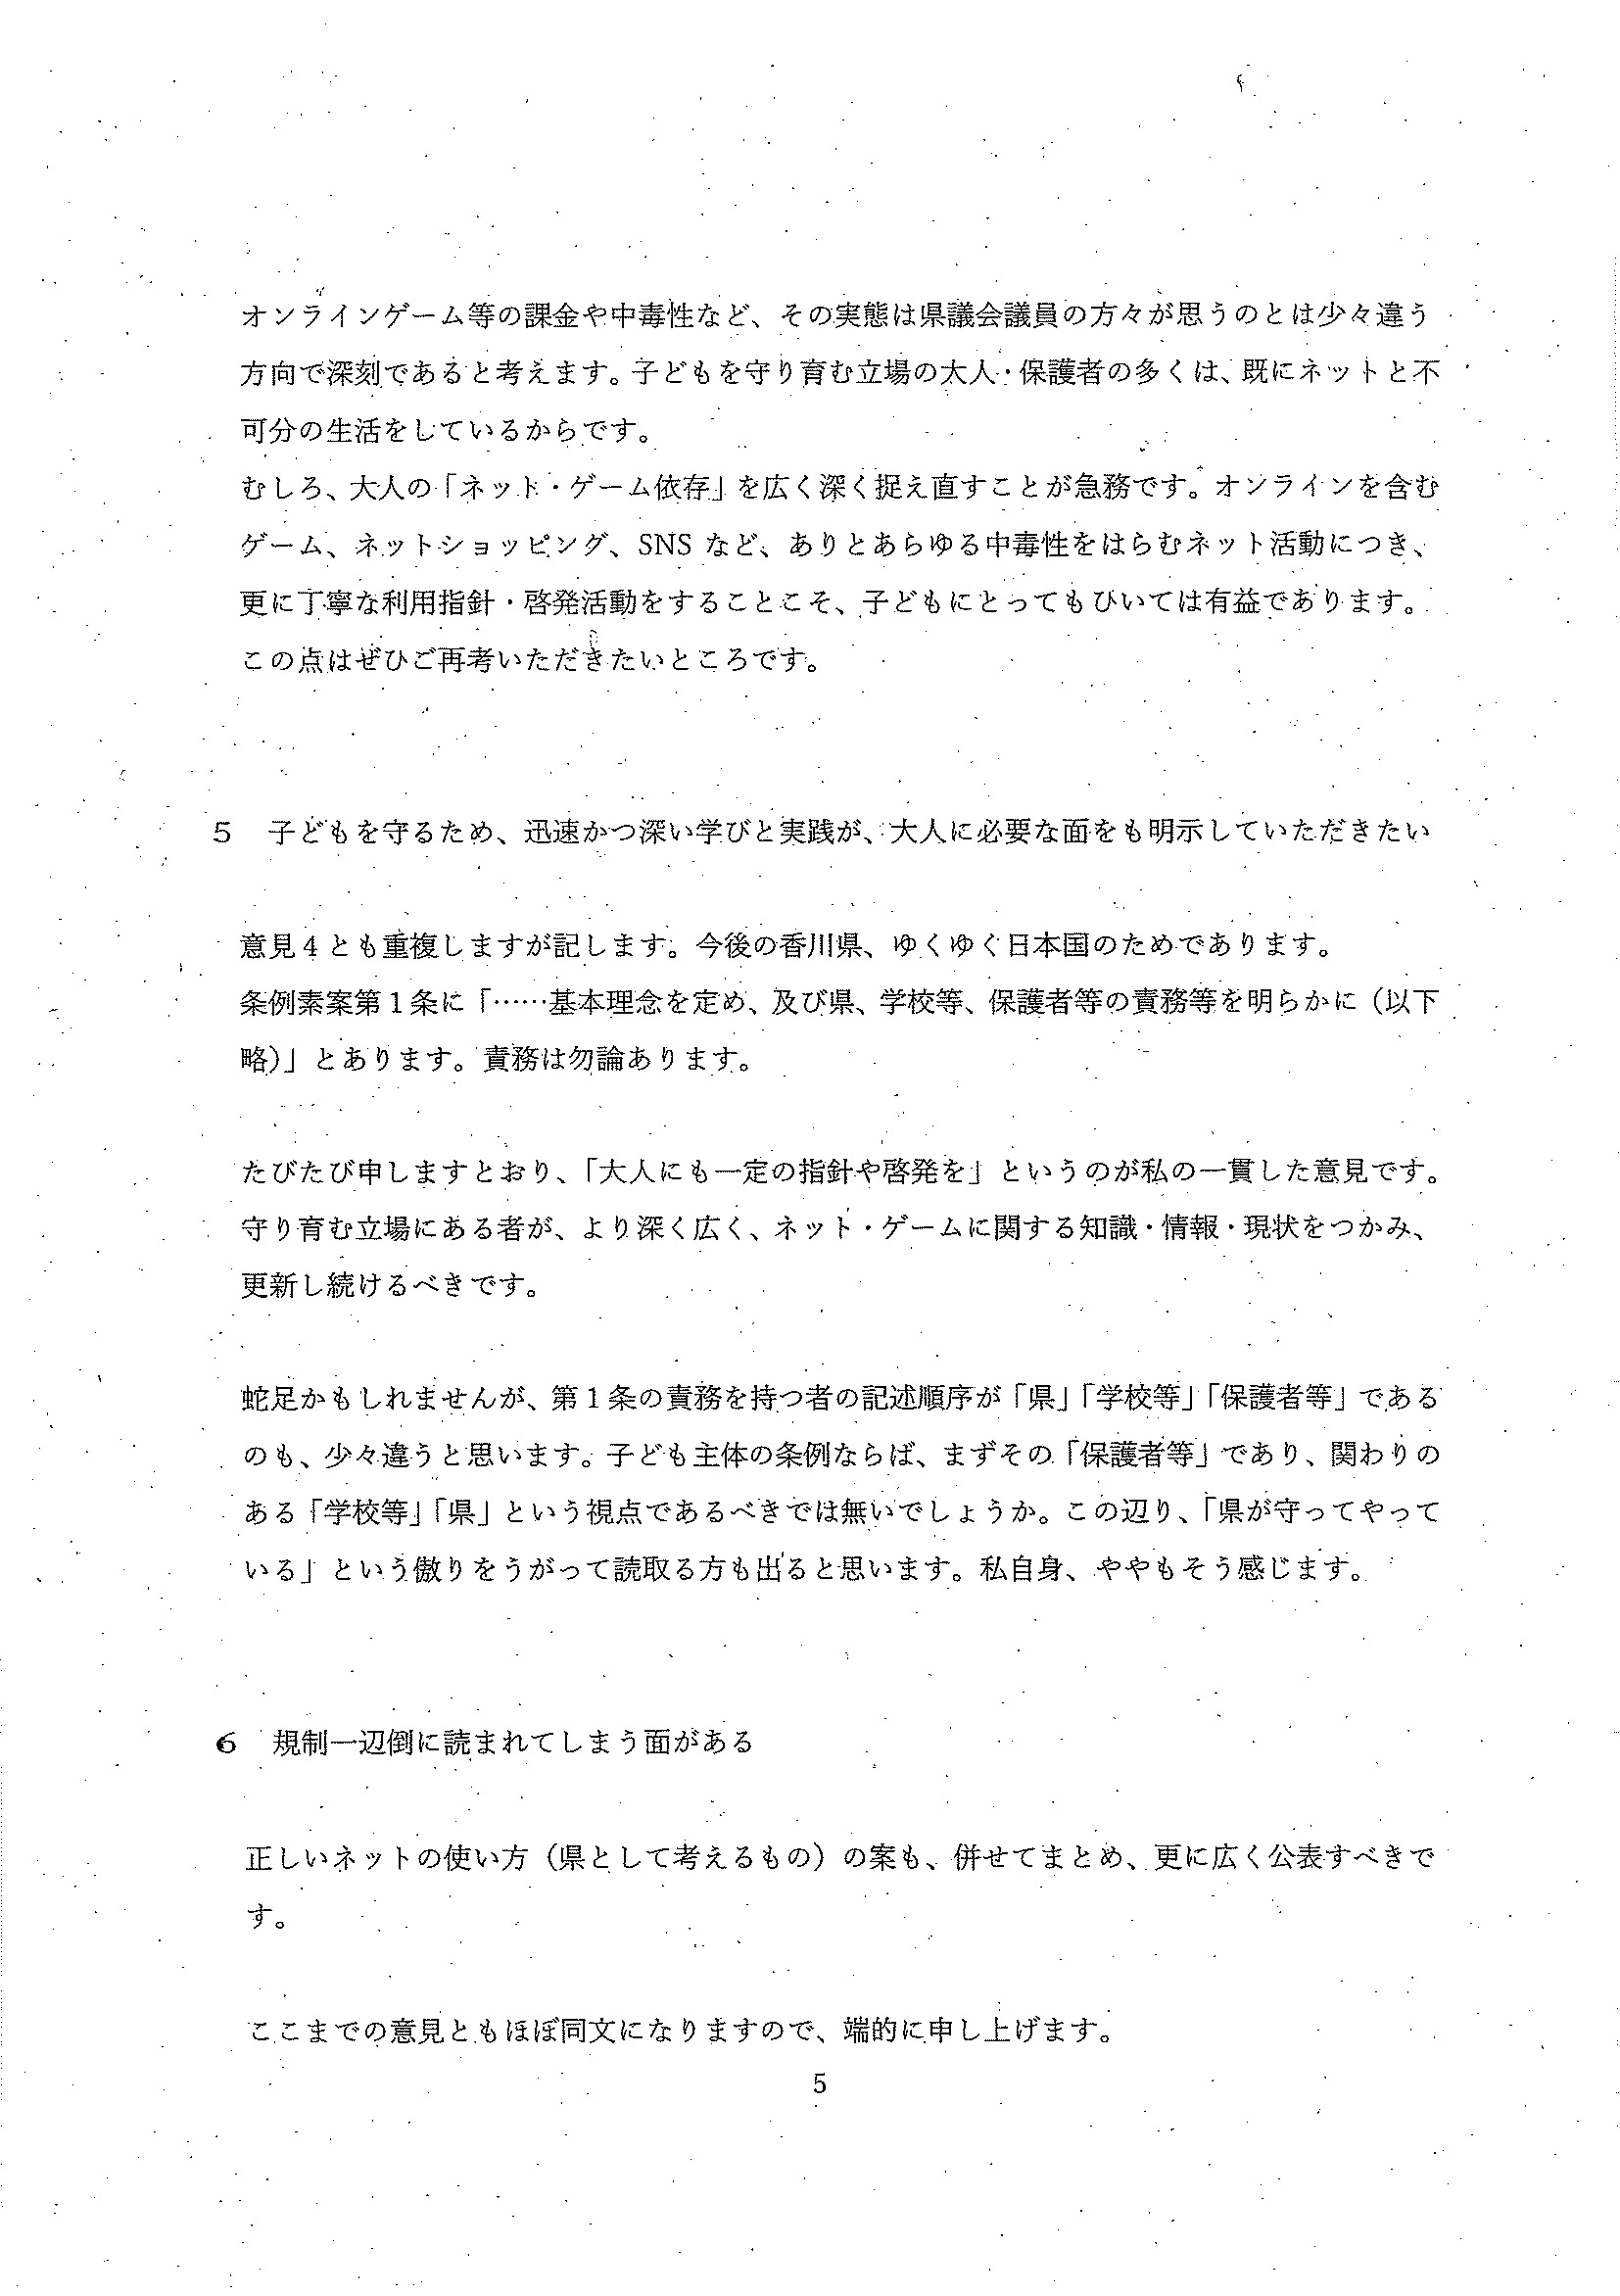 オンラインゲーム等の課金や中毒性など、その実態は県議会議員の方々が思うのとは少々違う
方向で深刻であると考えます。子どもを守り育む立場の大人・保護者の多くは、既にネットと不
可分の生活をしているからです。
むしろ、大人の「ネット・ゲーム依存」を広く深く捉え直すことが急務です。オンラインを含む
ゲーム、ネットショッピング、SNS など、ありとあらゆる中毒性をはらむネット活動につき、
更に丁寧な利用指針・啓発活動をすることこそ、子どもにとってもひいては有益であります。
この点はぜひご再考いただきたいところです。
5　子どもを守るため、迅速かつ深い学びと実践が、大人に必要な面をも明示していただきたい
意見4とも重複しますが記します。今後の香川県、ゆくゆく日本国のためであります。
条例素案第1条に「……基本理念を定め、及び県、学校等、保護者等の責務等を明らかに（以下
略）」とあります。責務は勿論あります。
たびたび申しますとおり、「大人にも一定の指針や啓発を」というのが私の一貫した意見です。
守り育む立場にある者が、より深く広く、ネット・ゲームに関する知識・情報・現状をつかみ、
更新し続けるべきです。
蛇足かもしれませんが、第1条の責務を持つ者の記述順序が「県」「学校等」「保護者等」である
のも、少々違うと思います。子ども主体の条例ならば、まずその「保護者等」であり、関わりの
ある「学校等」「県」という視点であるべきでは無いでしょうか。この辺り、「県が守ってやって
いる」という傲りをうがって読取る方も出ると思います。私自身、ややもそう感じます。
6　規制一辺倒に読まれてしまう面がある
正しいネットの使い方（県として考えるもの）の案も、併せてまとめ、更に広く公表すべきで
す。
ここまでの意見ともほぼ同文になりますので、端的に申し上げます。
5